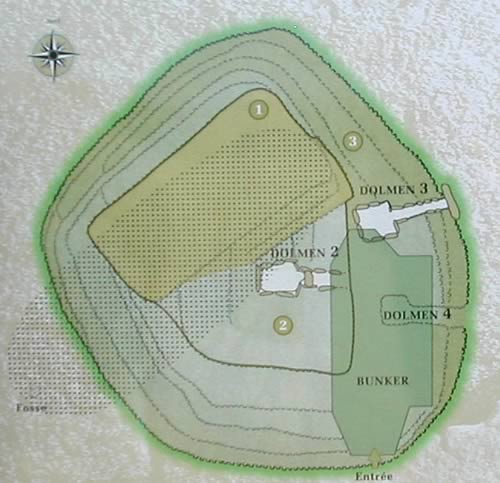 1
3
DOLMEN 3
DOLMEN 2
2
DOLMEN 4
BUNKER
Fosse
Entrée